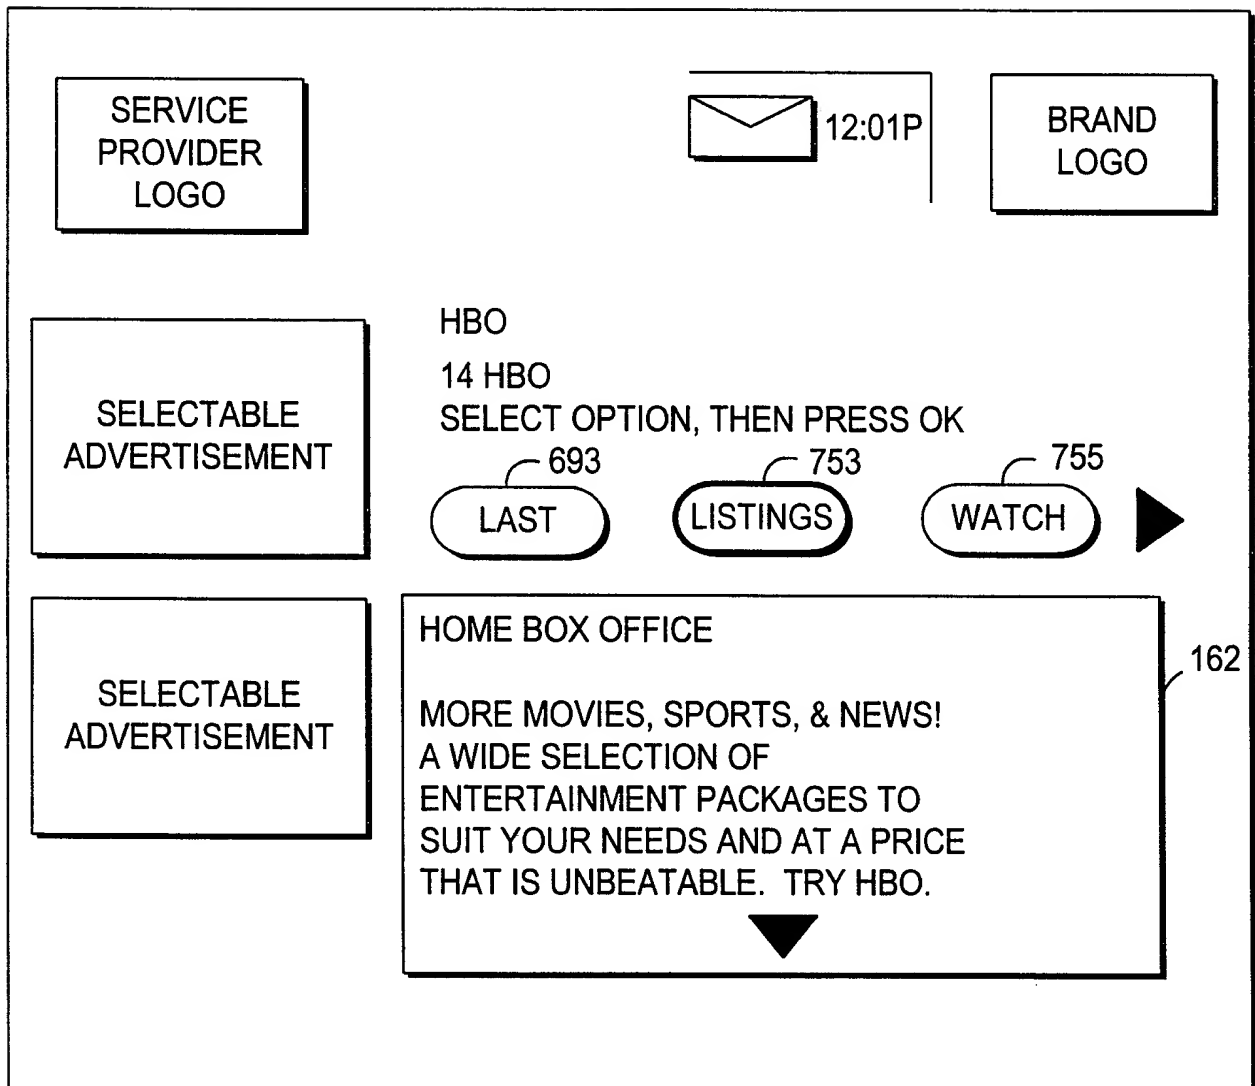 SERVICE
PROVIDER
LOGO
12:01P
BRAND
LOGO
SELECTABLE
ADVERTISEMENT
HBO
14 HBO
SELECT OPTION, THEN PRESS OK
693
753
755
LAST
LISTINGS
WATCH
SELECTABLE
ADVERTISEMENT
HOME BOX OFFICE
MORE MOVIES, SPORTS, & NEWS!
A WIDE SELECTION OF
ENTERTAINMENT PACKAGES TO
SUIT YOUR NEEDS AND AT A PRICE
THAT IS UNBEATABLE. TRY HBO.
162